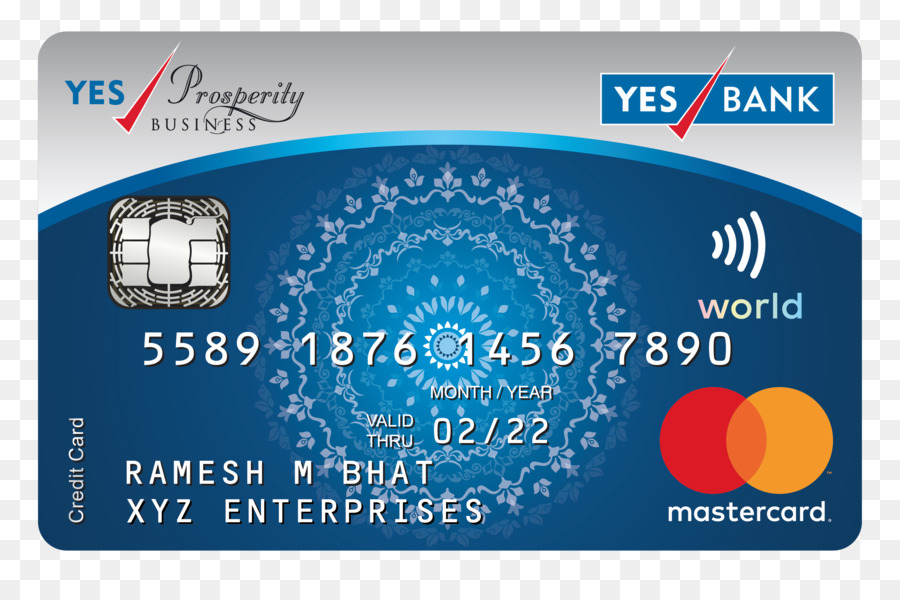 YES Prosperity
BUSINESS
YES BANK
world
5589 1876 1456 7890
MONTH / YEAR
VALID
THRU 02/22
Credit Card
RAMESH M BHAT
XYZ ENTERPRISES
mastercard.